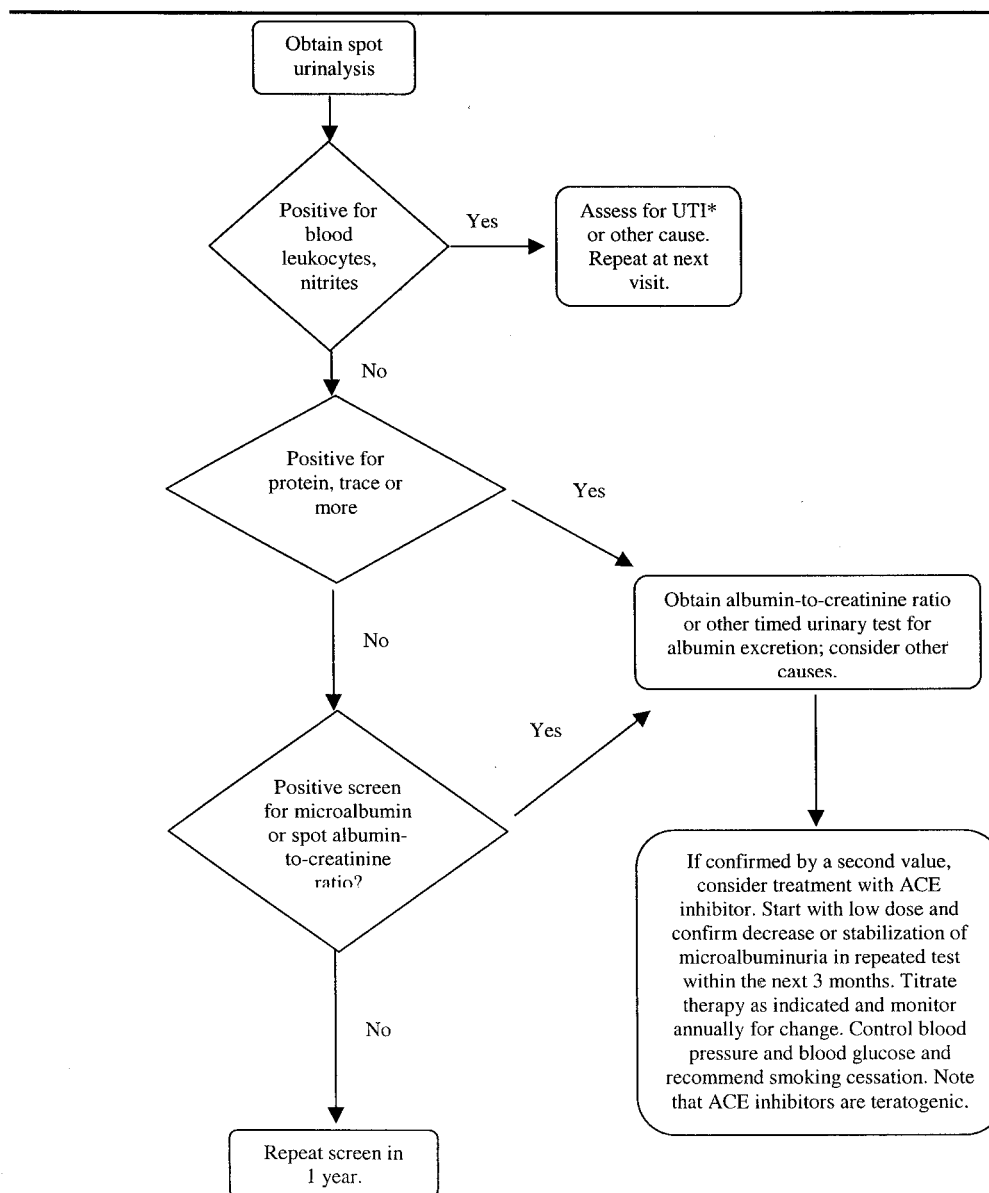 Obtain spot
urinalysis
Positive for
blood
leukocytes,
nitrites
Yes
Assess for UTI*
or other cause.
Repeat at next
visit.
No
Positive for
protein, trace or
more
Yes
Obtain albumin-to-creatinine ratio
or other timed urinary test for
albumin excretion; consider other
causes.
No
Yes
Positive screen
for microalbumin
or spot albumin-
to-creatinine
ratio?
If confirmed by a second value,
consider treatment with ACE
inhibitor. Start with low dose and
confirm decrease or stabilization of
microalbuminuria in repeated test
within the next 3 months. Titrate
therapy as indicated and monitor
annually for change. Control blood
pressure and blood glucose and
recommend smoking cessation. Note
that ACE inhibitors are teratogenic.
No
Repeat screen in
1 year.